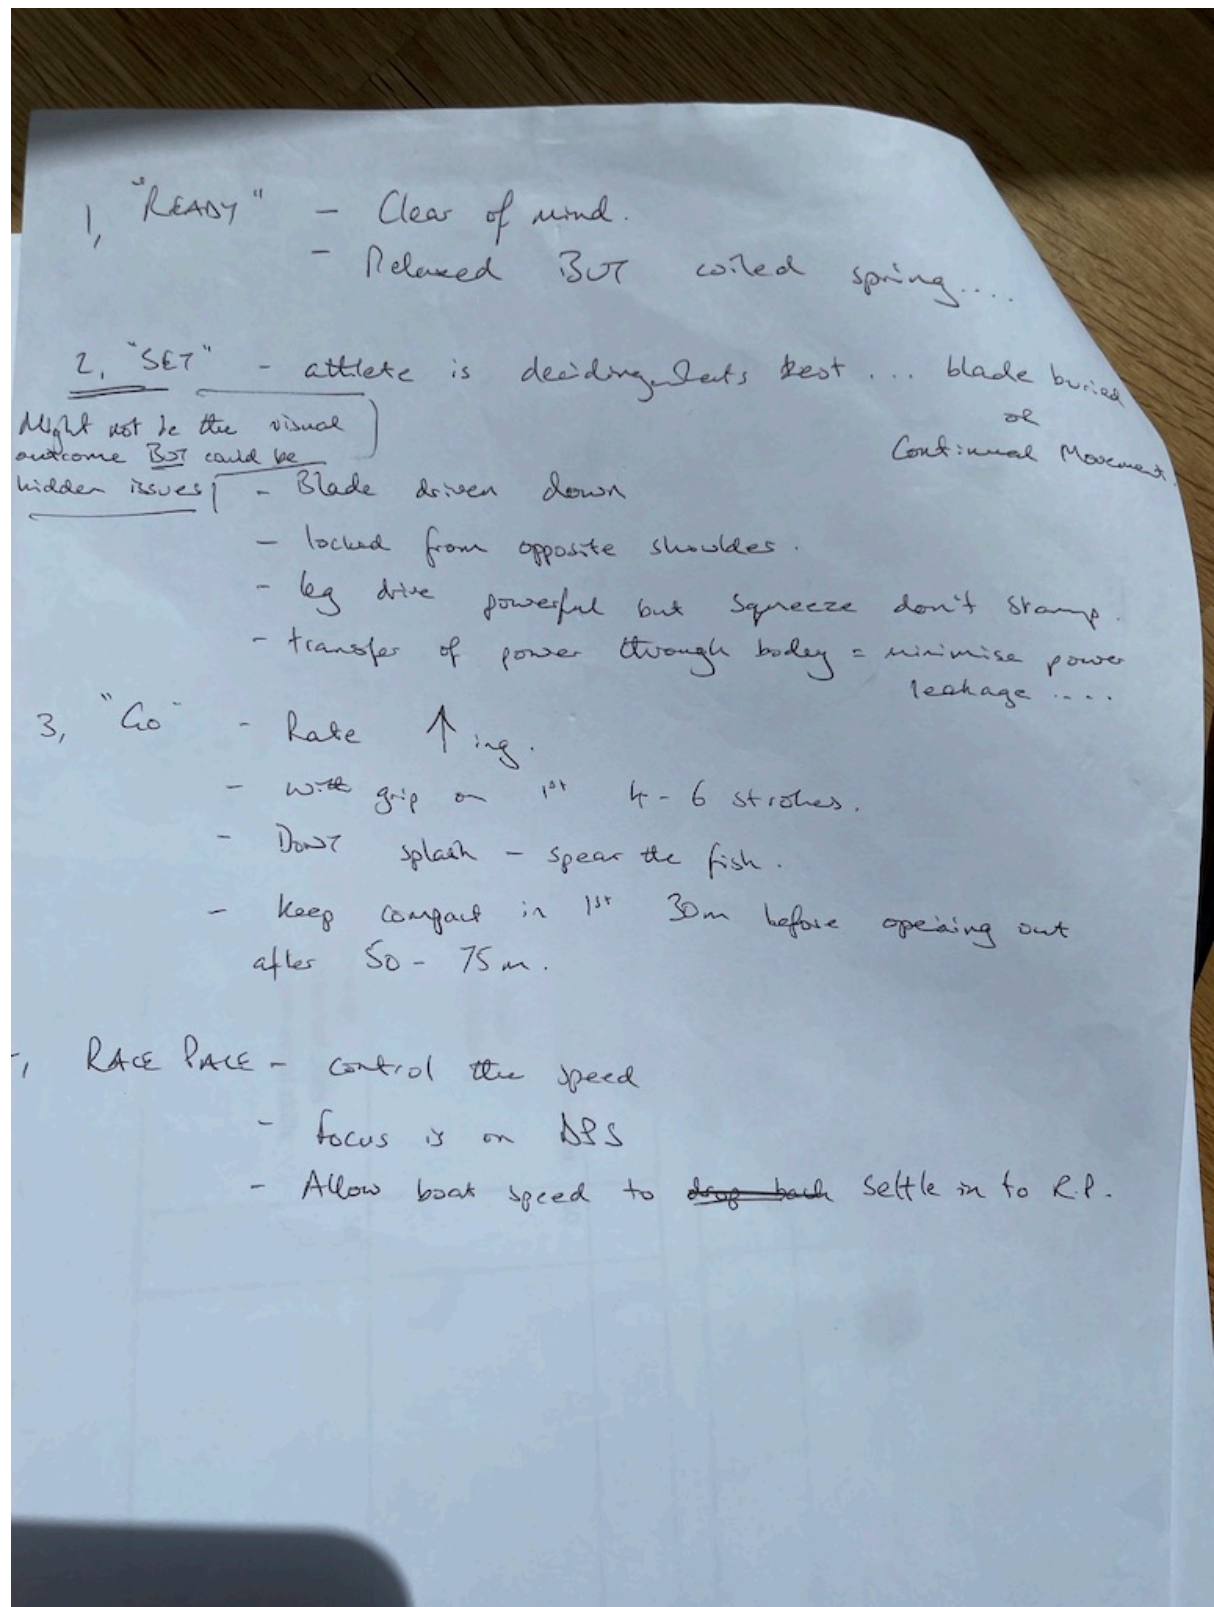 1, "READY" - Clear of mind.
- Relaxed BUT coiled spring....
2, "SET" - athlete is deciding whats best ... blade buried
or
Continual Movement.
Might not be the visual
outcome BUT could be
hidden issues
- Blade driven down
- locked from opposite shoulder.
- leg drive powerful but squeeze don't stamp.
- transfer of power through body = minimise power
leakage ....
3, "Go" - Rate ↑ing.
- with grip on 1st 4-6 strokes.
- Don't splash - spear the fish.
- Keep compact in 1st 30m before opening out
after 50-75m.
, RACE PACE - control the speed
- focus is on DPS
- Allow boat speed to drop back settle in to R.P.